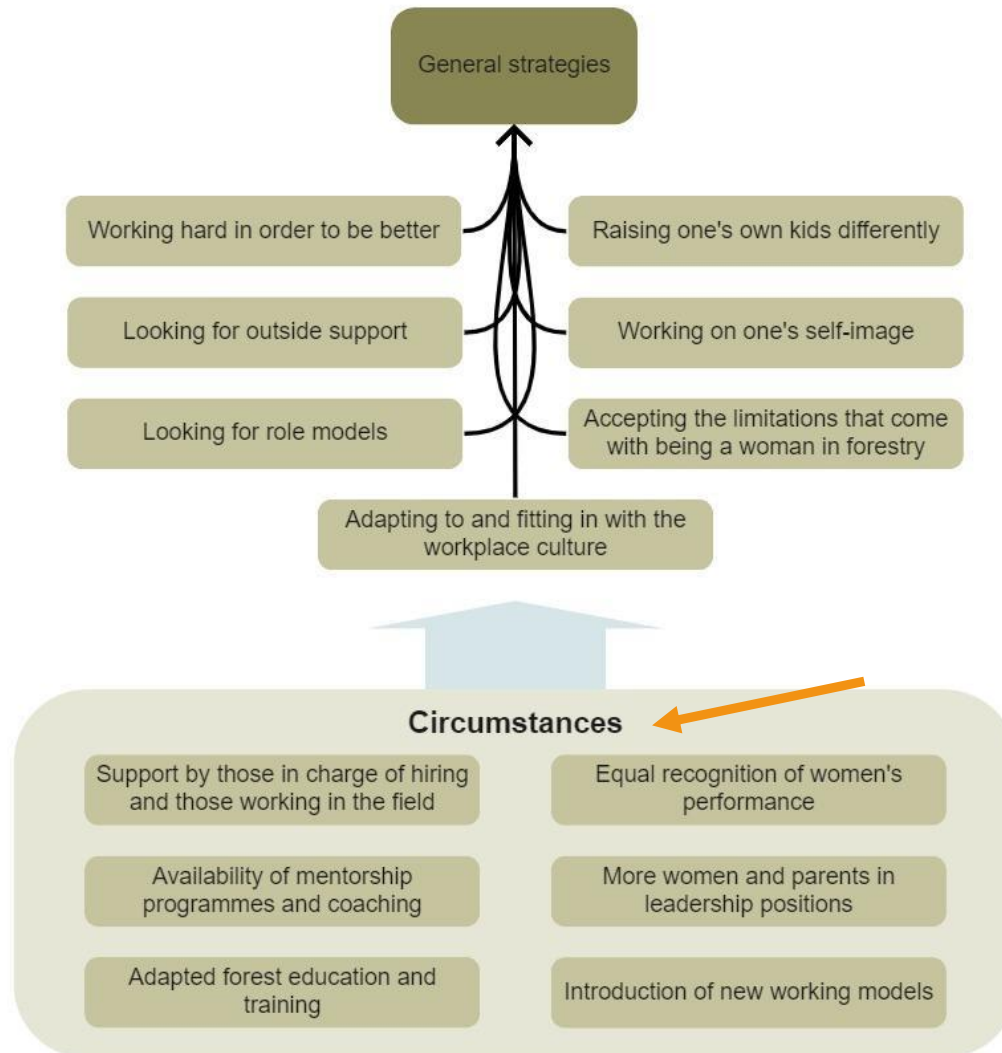 General strategies
Working hard in order to be better
Raising one's own kids differently
Looking for outside support
Working on one's self-image
Looking for role models
Accepting the limitations that come
with being a woman in forestry
Adapting to and fitting in with the
workplace culture
Circumstances
Support by those in charge of hiring
and those working in the field
Equal recognition of women's
performance
Availability of mentorship
programmes and coaching
More women and parents in
leadership positions
Adapted forest education and
training
Introduction of new working models